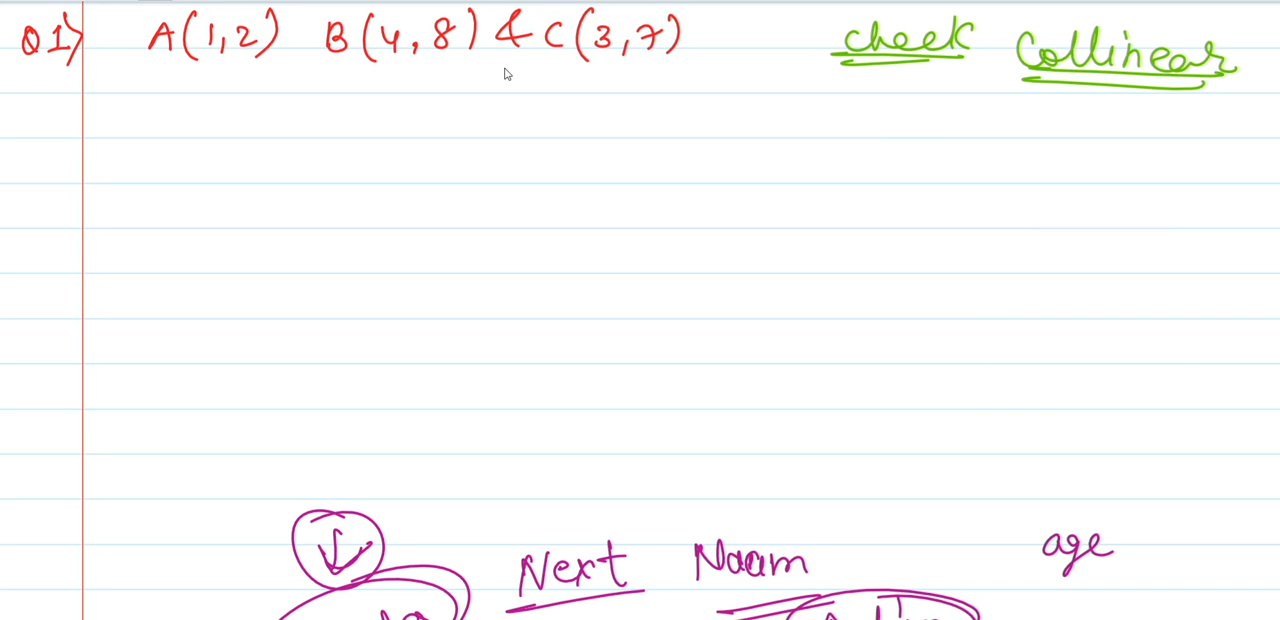 Q1) A(1,2) B(4,8) & C(3,7) check Collinear
Next Naam age